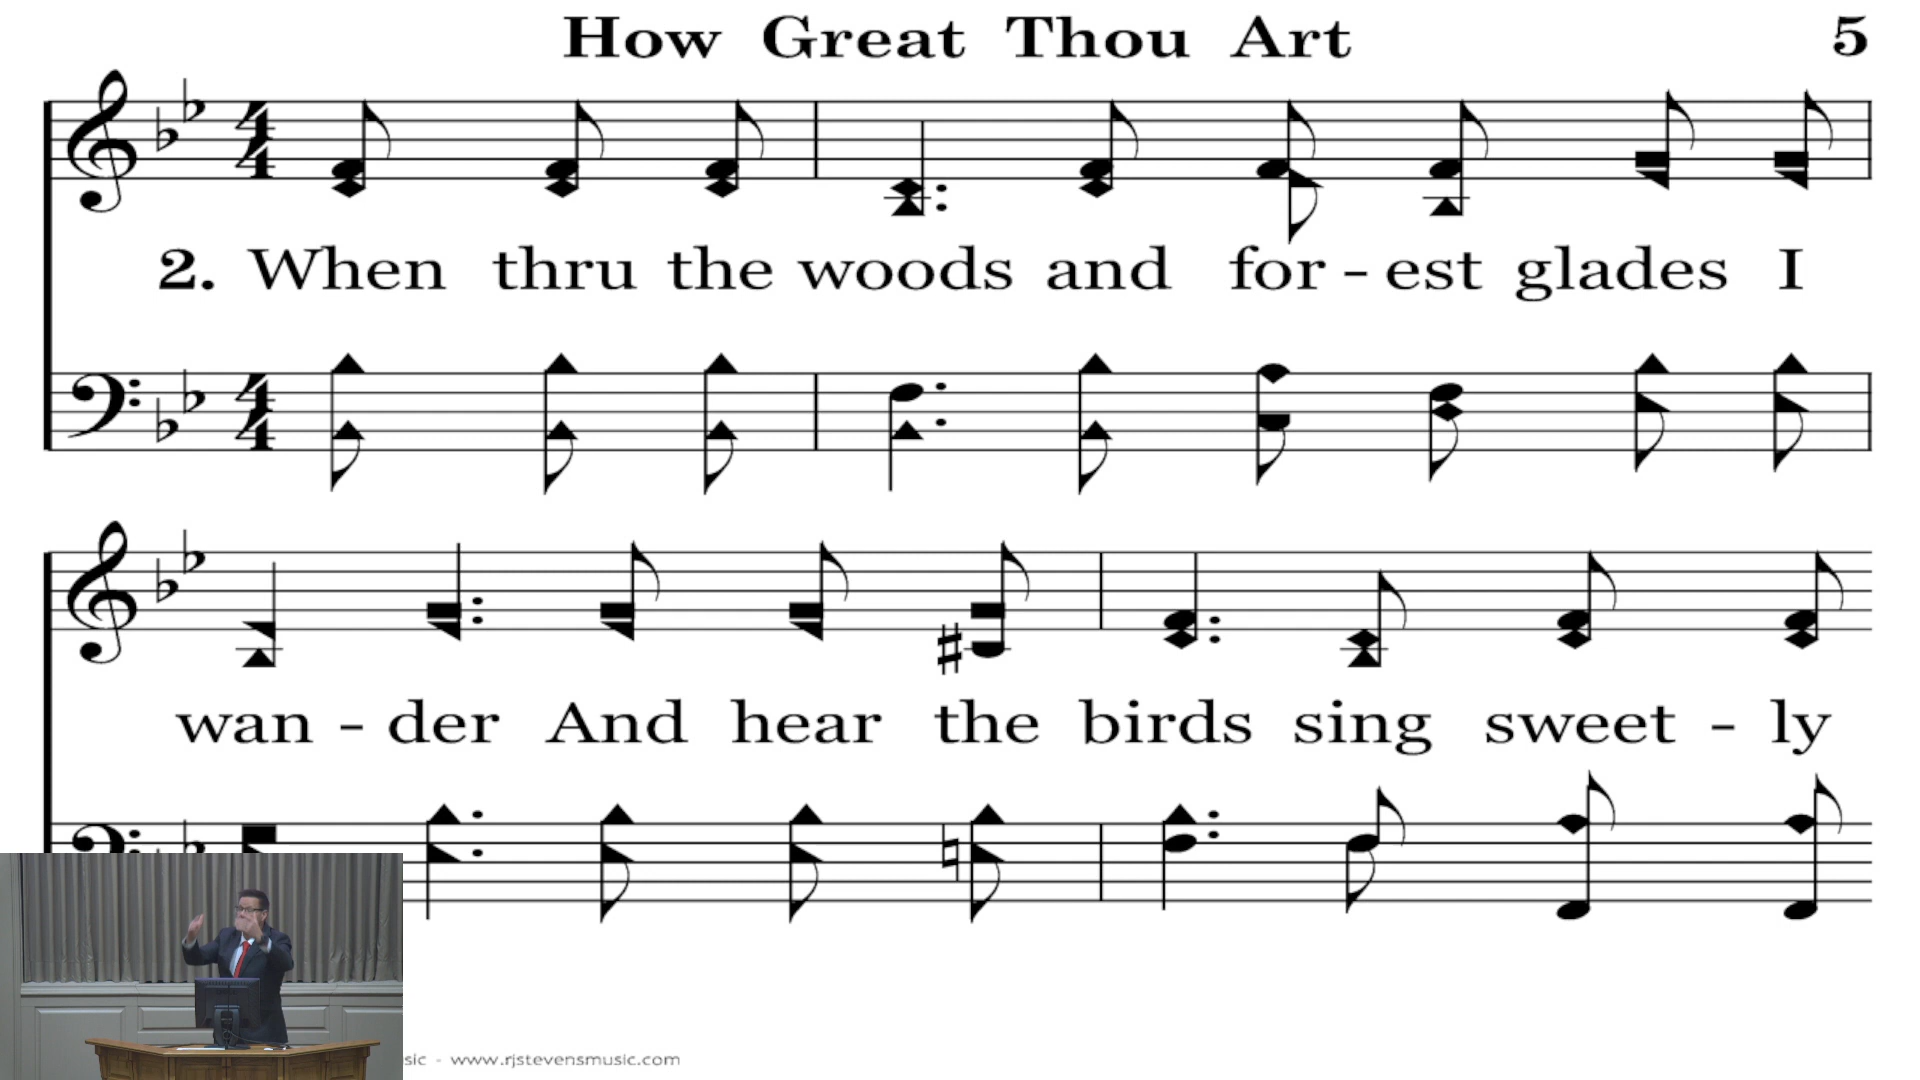 How Great Thou Art 5
2. When thru the woods and for - est glades I
wan - der And hear the birds sing sweet - ly
sic - www.rjstevensmusic.com